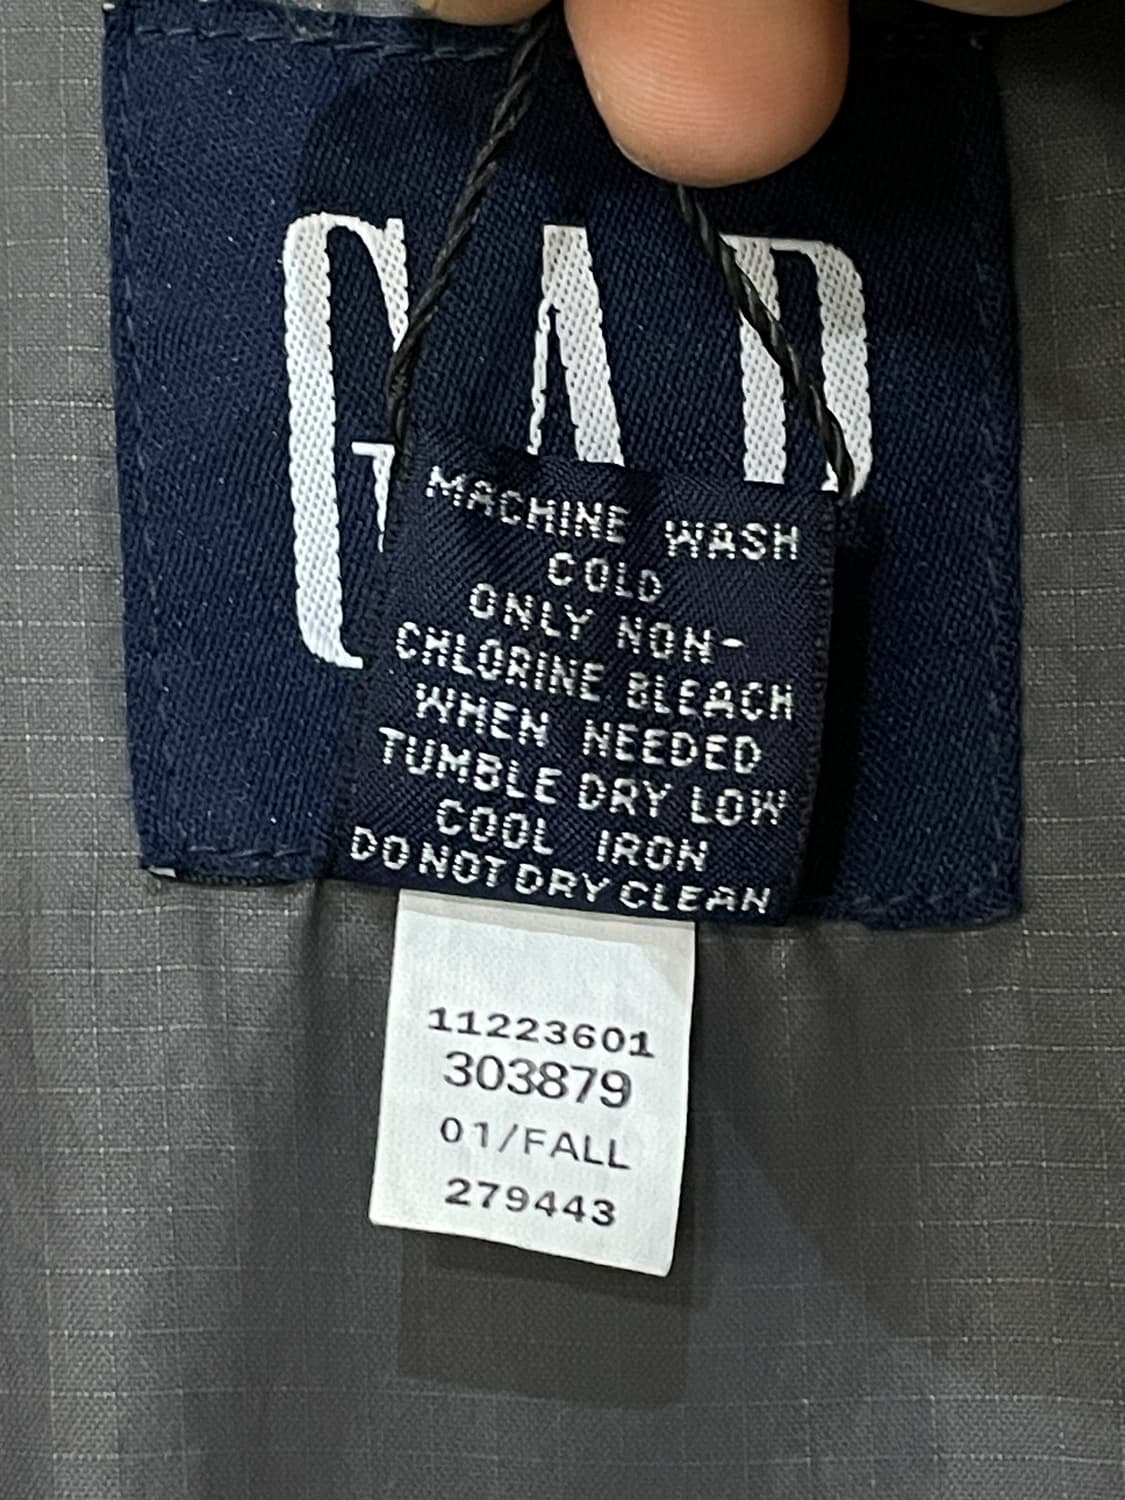 GAP
MACHINE WASH
COLD
ONLY NON-
CHLORINE BLEACH
WHEN NEEDED
TUMBLE DRY LOW
COOL IRON
DO NOT DRY CLEAN
11223601
303879
01/FALL
279443